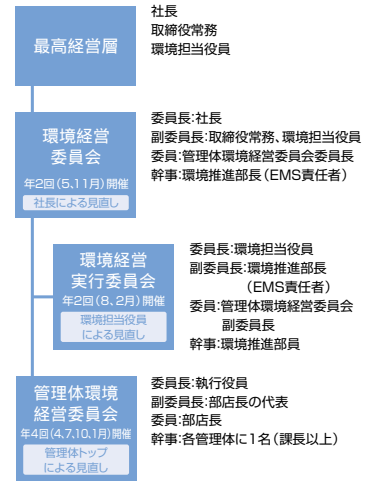 最高経営層
社長
取締役常務
環境担当役員
環境経営
委員会
年2回(5、11月)開催
社長による見直し
委員長:社長
副委員長:取締役常務、環境担当役員
委員:管理体環境経営委員会委員長
幹事:環境推進部長(EMS責任者)
環境経営
実行委員会
年2回(8、2月)開催
環境担当役員
による見直し
委員長:環境担当役員
副委員長:環境推進部長
(EMS責任者)
委員:管理体環境経営委員会
副委員長
幹事:環境推進部員
管理体環境
経営委員会
年4回(4.7.10.1月)開催
管理体トップ
による見直し
委員長:執行役員
副委員長:部店長の代表
委員:部店長
幹事:各管理体に1名(課長以上)